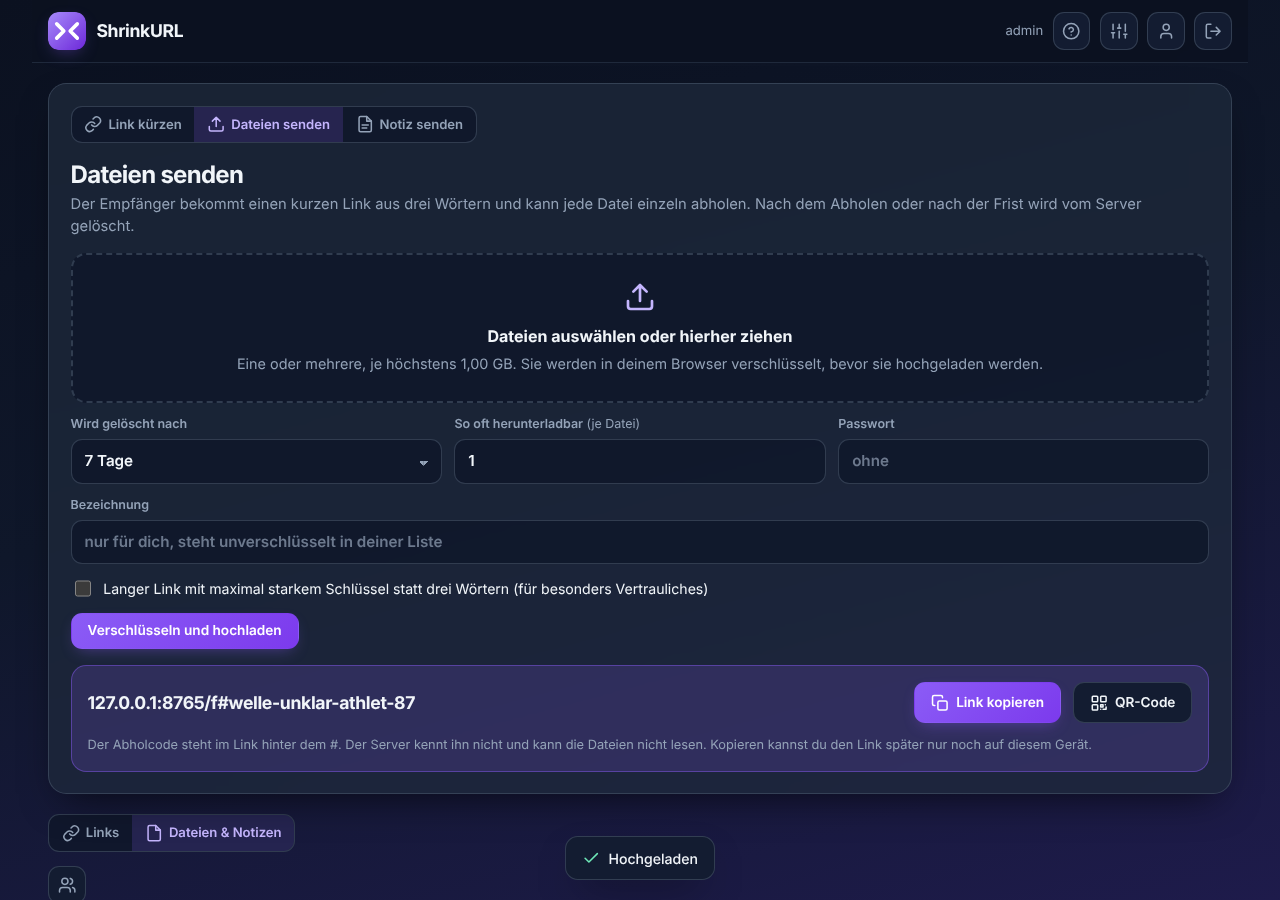 ShrinkURL
admin
Link kürzen
Dateien senden
Notiz senden
Dateien senden
Der Empfänger bekommt einen kurzen Link aus drei Wörtern und kann jede Datei einzeln abholen. Nach dem Abholen oder nach der Frist wird vom Server
gelöscht.
Dateien auswählen oder hierher ziehen
Eine oder mehrere, je höchstens 1,00 GB. Sie werden in deinem Browser verschlüsselt, bevor sie hochgeladen werden.
Wird gelöscht nach
So oft herunterladbar (je Datei)
Passwort
7 Tage
1
ohne
Bezeichnung
nur für dich, steht unverschlüsselt in deiner Liste
Langer Link mit maximal starkem Schlüssel statt drei Wörtern (für besonders Vertrauliches)
Verschlüsseln und hochladen
127.0.0.1:8765/f#welle-unklar-athlet-87
Link kopieren
QR-Code
Der Abholcode steht im Link hinter dem #. Der Server kennt ihn nicht und kann die Dateien nicht lesen. Kopieren kannst du den Link später nur noch auf diesem Gerät.
Links
Dateien & Notizen
Hochgeladen